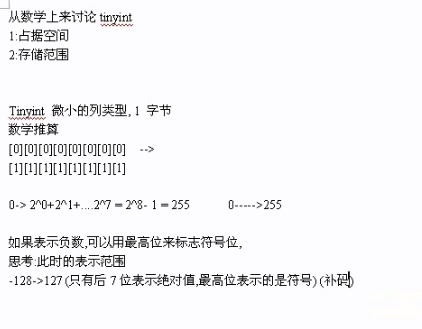 从数学上来讨论 tinyint
1:占据空间
2:存储范围
Tinyint 微小的列类型, 1 字节
数学推算
[0][0][0][0][0][0][0][0] -->
[1][1][1][1][1][1][1][1]
0-> 2^0+2^1+....2^7 = 2^8- 1 = 255 0----->255
如果表示负数,可以用最高位来标志符号位,
思考:此时的表示范围
-128->127 (只有后 7 位表示绝对值,最高位表示的是符号) (补码)